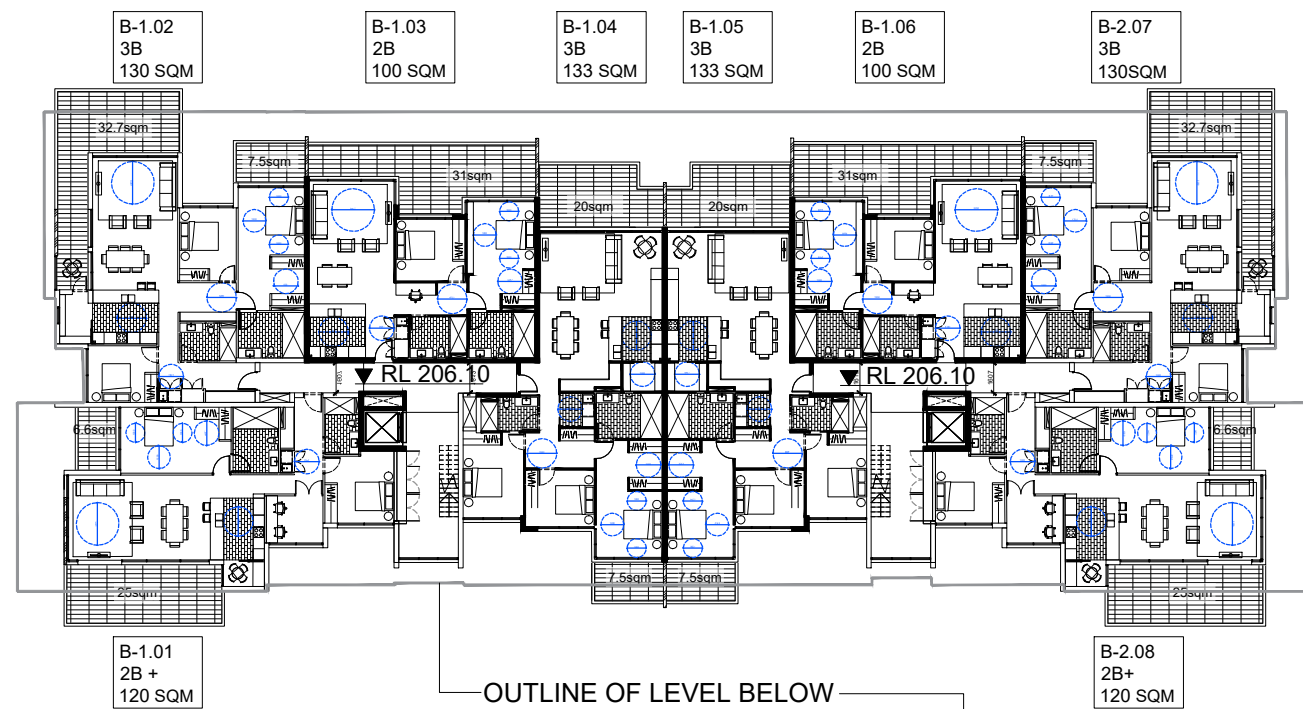 B-1.02
3B
130 SQM
B-1.03
2B
100 SQM
B-1.04
3B
133 SQM
B-1.05
3B
133 SQM
B-1.06
2B
100 SQM
B-2.07
3B
130SQM
32.7sqm
7.5sqm
31sqm
20sqm
20sqm
31sqm
7.5sqm
32.7sqm
RL 206.10
RL 206.10
1607
6.6sqm
6.6sqm
25sqm
7.5sqm
7.5sqm
25sqm
B-1.01
2B +
120 SQM
B-2.08
2B+
120 SQM
OUTLINE OF LEVEL BELOW